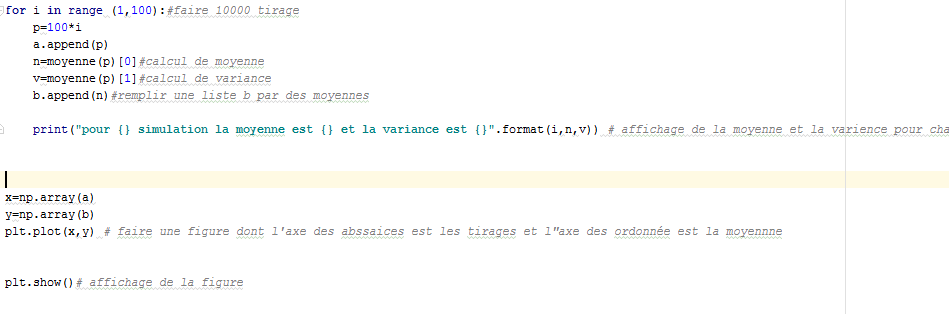 for i in range (1,100):#faire 10000 tirage
    p=100*i
    a.append(p)
    n=moyenne(p)[0]#calcul de moyenne
    v=moyenne(p)[1]#calcul de variance
    b.append(n)#remplir une liste b par des moyennes
    print("pour {} simulation la moyenne est {} et la variance est {}".format(i,n,v)) # affichage de la moyenne et la varience pour cha
x=np.array(a)
y=np.array(b)
plt.plot(x,y) # faire une figure dont l'axe des abssaices est les tirages et l"axe des ordonnée est la moyennne
plt.show()# affichage de la figure